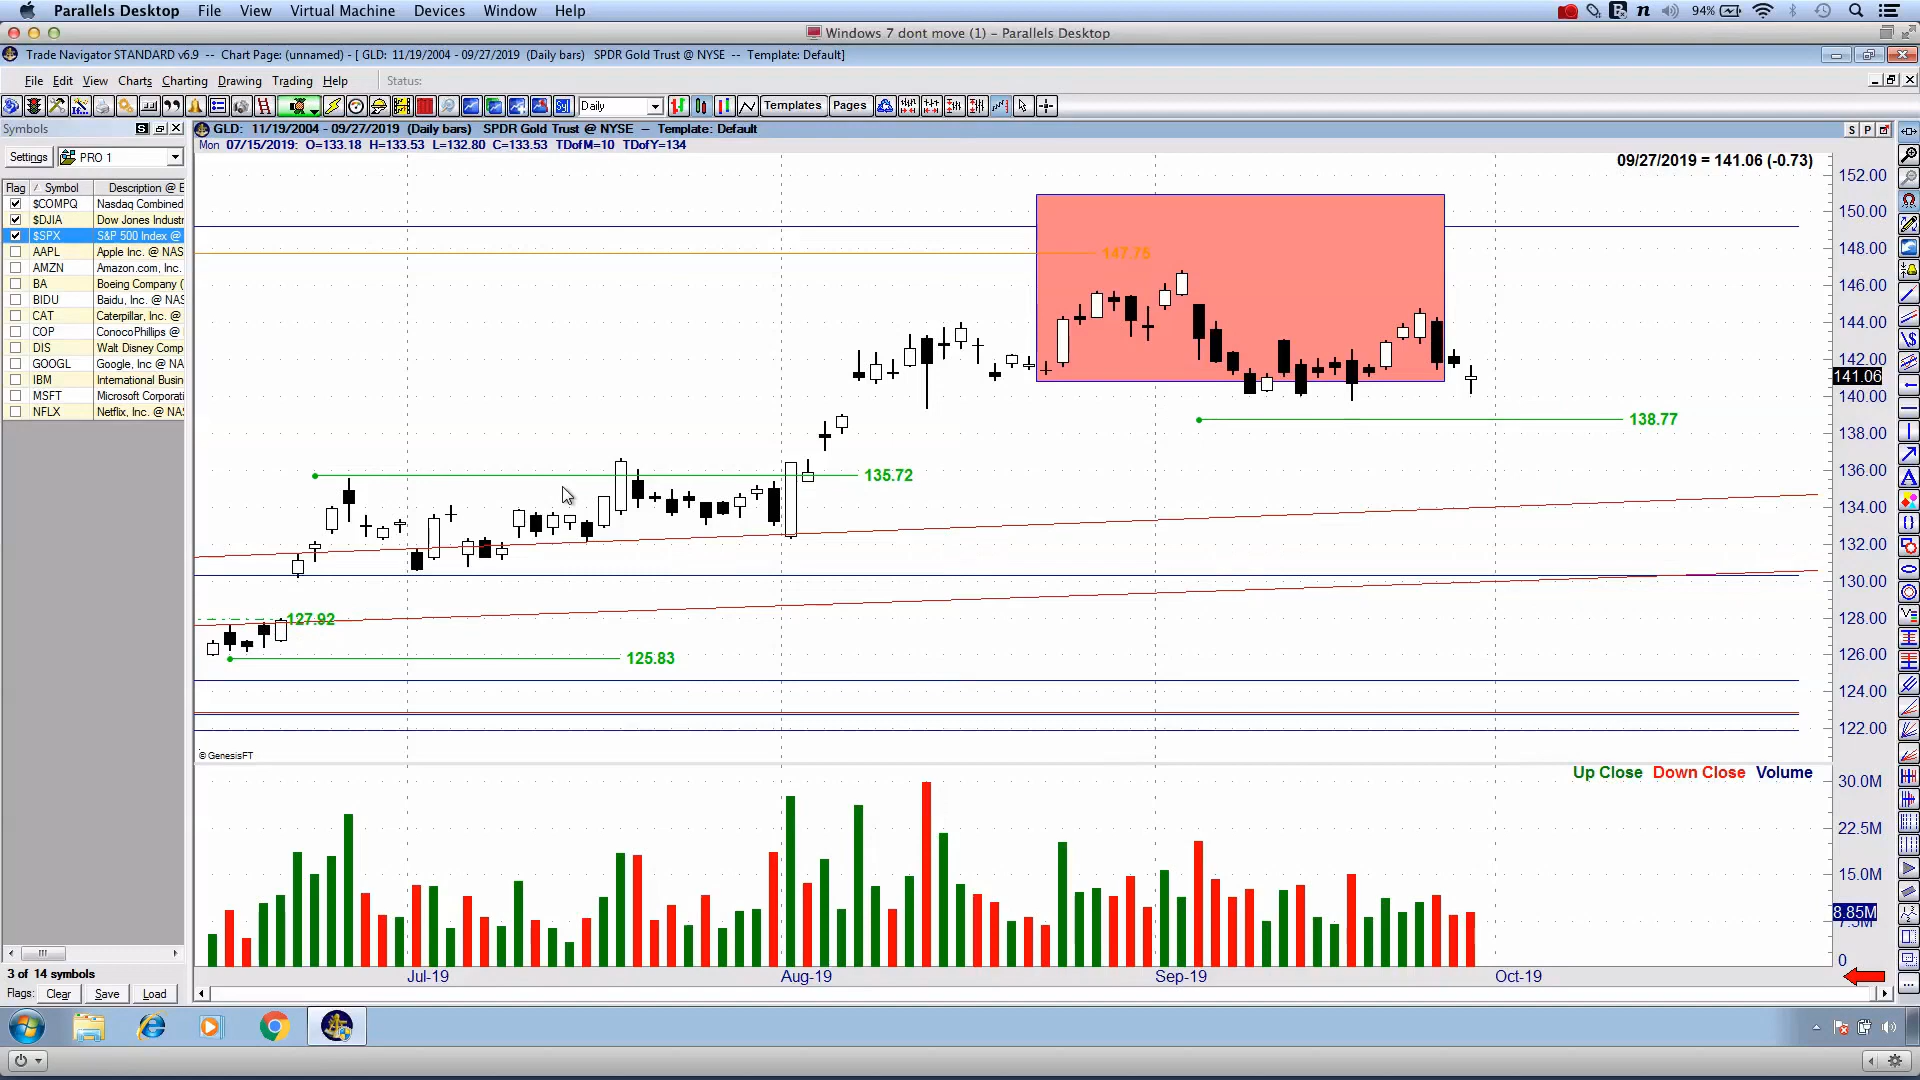 Parallels Desktop File View Virtual Machine Devices Window Help 94%
Windows 7 dont move (1) - Parallels Desktop
Trade Navigator STANDARD v6.9 -- Chart Page: (unnamed) - [ GLD: 11/19/2004 - 09/27/2019 (Daily bars) SPDR Gold Trust @ NYSE -- Template: Default]
File Edit View Charts Charting Drawing Trading Help Status:
Daily Templates Pages
Symbols S
GLD: 11/19/2004 - 09/27/2019 (Daily bars) SPDR Gold Trust @ NYSE -- Template: Default S P
Mon 07/15/2019: O=133.18 H=133.53 L=132.80 C=133.53 TDofM=10 TDofY=134
Settings PRO 1
09/27/2019 = 141.06 (-0.73)
Flag Symbol Description @ E
$COMPQ Nasdaq Combined
$DJIA Dow Jones Industr
$SPX S&P 500 Index @
AAPL Apple Inc. @ NAS
AMZN Amazon.com, Inc.
BA Boeing Company (
BIDU Baidu, Inc. @ NAS
CAT Caterpillar, Inc. @
COP ConocoPhillips @
DIS Walt Disney Comp
GOOGL Google, Inc @ NA
IBM International Busin
MSFT Microsoft Corporati
NFLX Netflix, Inc. @ NAS
152.00
150.00
148.00
146.00
144.00
142.00
141.06
140.00
138.00
136.00
134.00
132.00
130.00
128.00
126.00
124.00
122.00
147.75
138.77
135.72
127.92
125.83
© GenesisFT
Up Close Down Close Volume
30.0M
22.5M
15.0M
8.85M
0
Jul-19 Aug-19 Sep-19 Oct-19
3 of 14 symbols
Flags: Clear Save Load